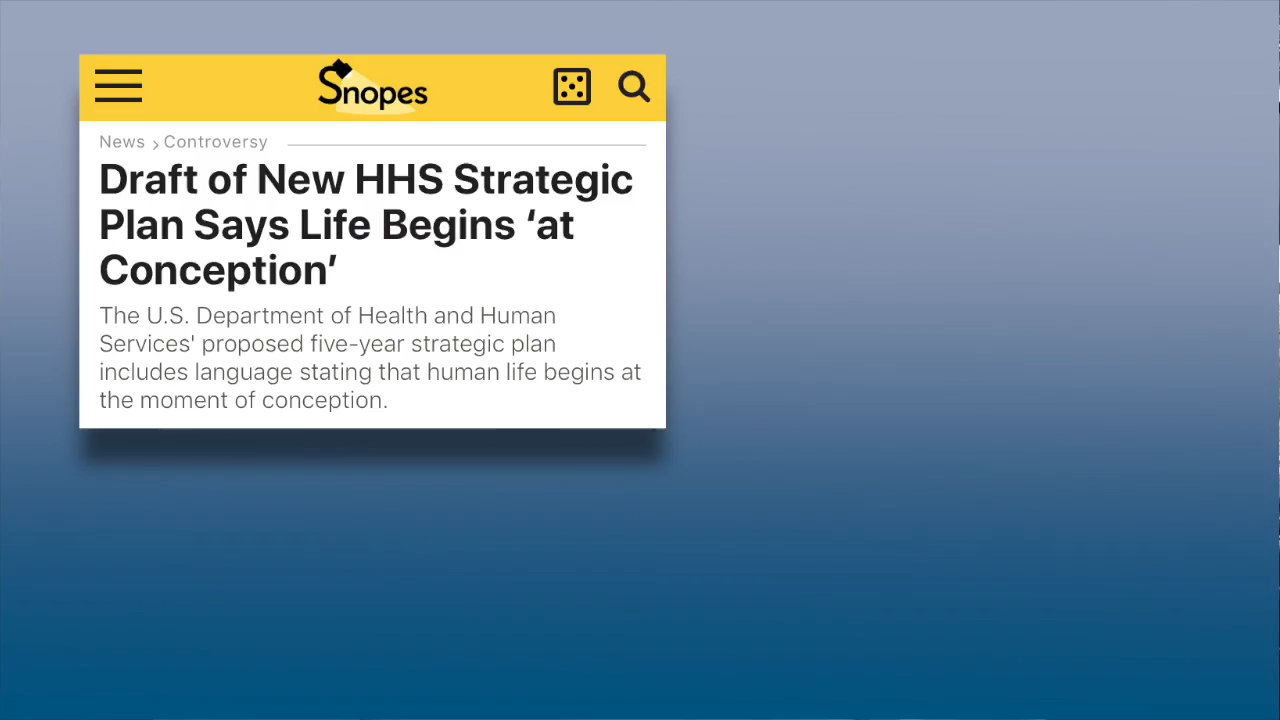 Snopes
News › Controversy
Draft of New HHS Strategic
Plan Says Life Begins ‘at
Conception’
The U.S. Department of Health and Human
Services' proposed five-year strategic plan
includes language stating that human life begins at
the moment of conception.